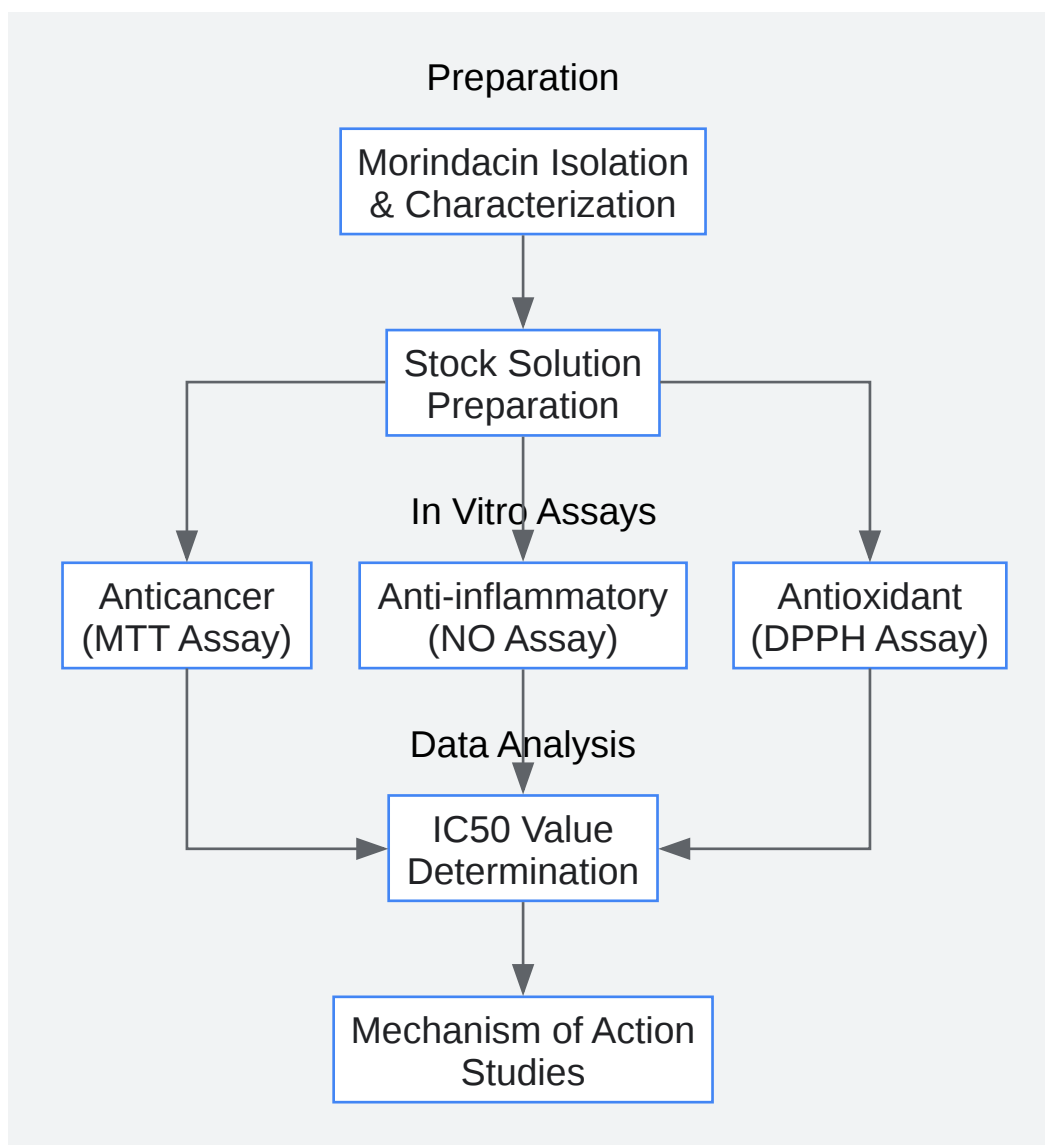 Preparation
Morindacin Isolation
& Characterization
Stock Solution
Preparation
In Vitro Assays
Anticancer
(MTT Assay)
Anti-inflammatory
(NO Assay)
Antioxidant
(DPPH Assay)
Data Analysis
IC50 Value
Determination
Mechanism of Action
Studies